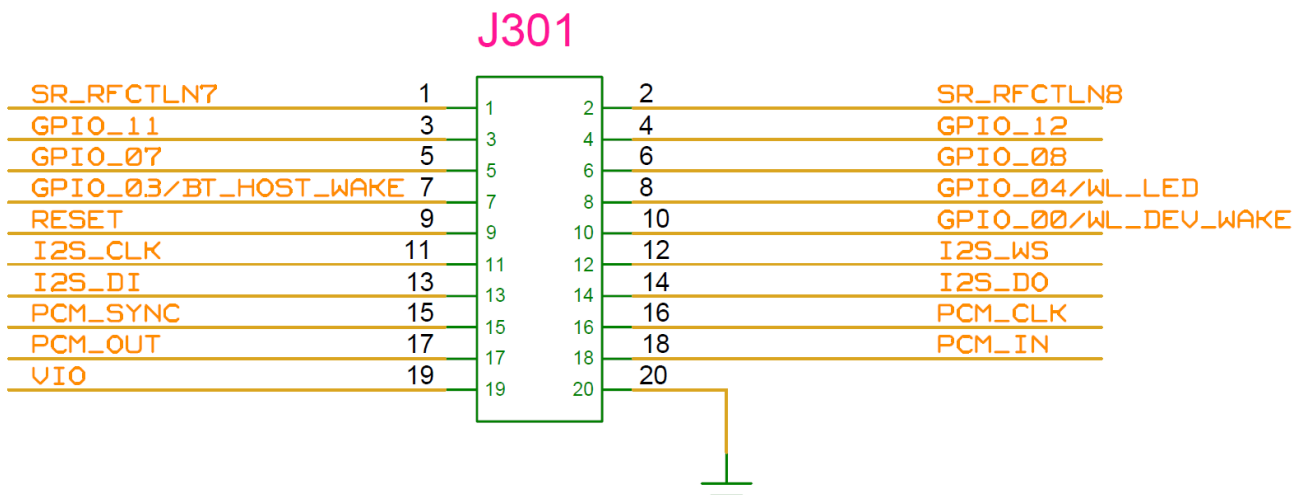 J301
SR_RFCTLN7 1 1 2 2 SR_RFCTLN8
GPIO_11 3 3 4 4 GPIO_12
GPIO_07 5 5 6 6 GPIO_08
GPIO_03/BT_HOST_WAKE 7 7 8 8 GPIO_04/WL_LED
RESET 9 9 10 10 GPIO_00/WL_DEV_WAKE
I2S_CLK 11 11 12 12 I2S_WS
I2S_DI 13 13 14 14 I2S_DO
PCM_SYNC 15 15 16 16 PCM_CLK
PCM_OUT 17 17 18 18 PCM_IN
VIO 19 19 20 20